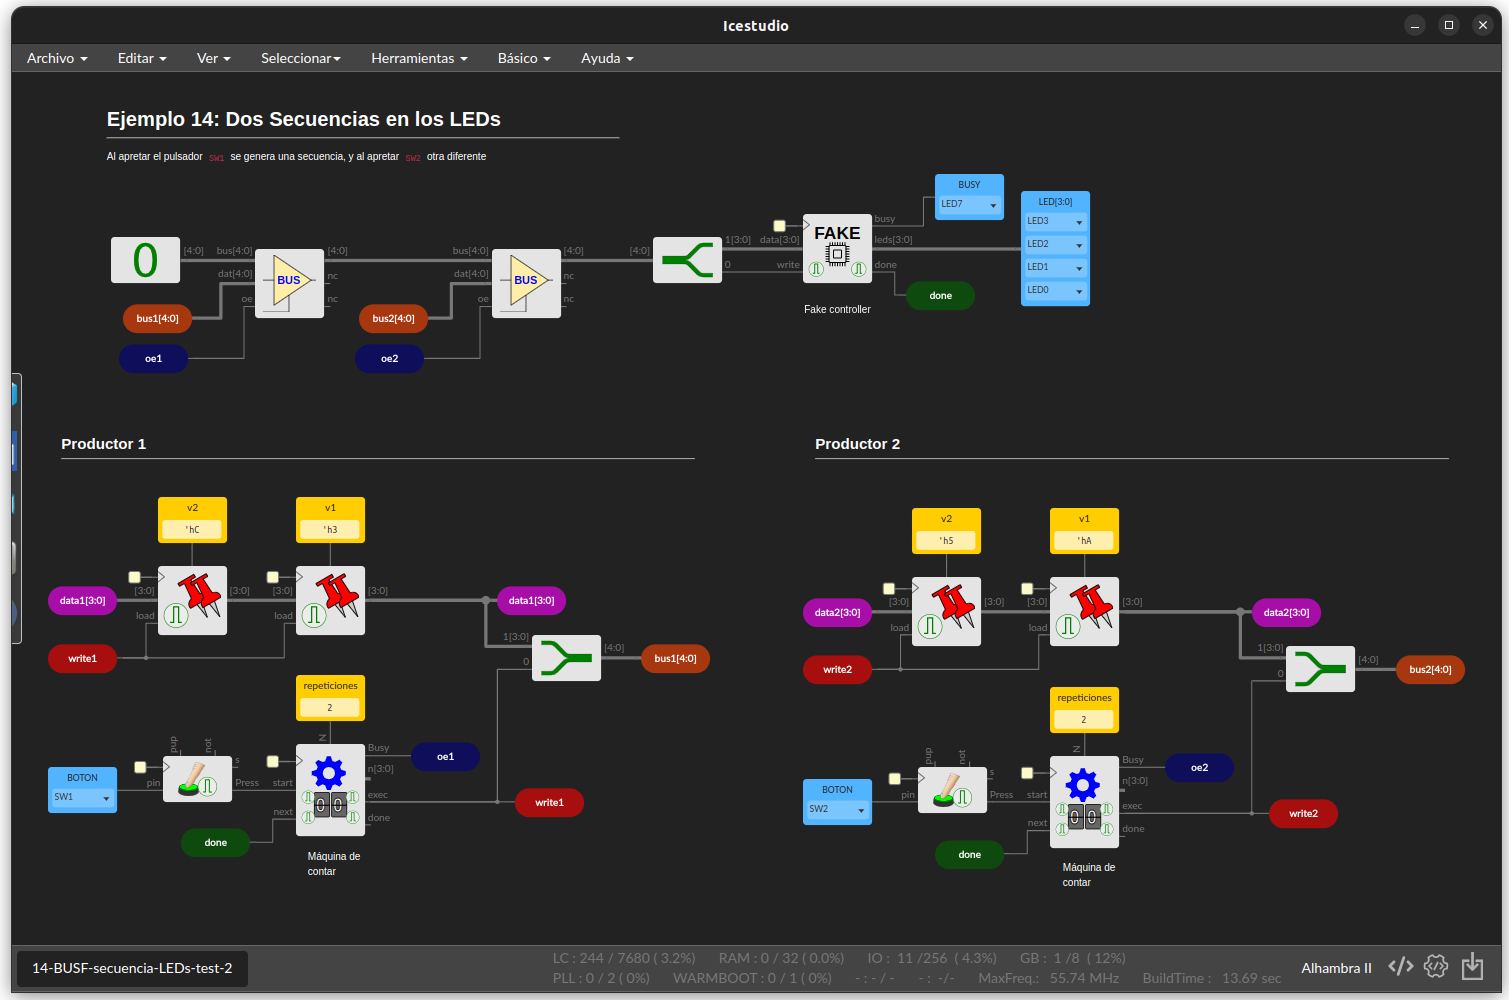 Icestudio
Archivo Editar Ver Seleccionar Herramientas Básico Ayuda
Ejemplo 14: Dos Secuencias en los LEDs
Al apretar el pulsador SW1 se genera una secuencia, y al apretar SW2 otra diferente
BUSY
LED7
LED[3:0]
LED3
LED2
LED1
LED0
0
[4:0] bus[4:0] [4:0]
dat[4:0] nc
oe nc
BUS
bus1[4:0]
oe1
bus[4:0] [4:0]
dat[4:0] nc
oe nc
BUS
bus2[4:0]
oe2
[4:0] 1[3:0]
0
FAKE
data[3:0]
write
busy
leds[3:0]
done
done
Fake controller
Productor 1
v2
'hC
v1
'h3
data1[3:0] [3:0] [3:0] [3:0] [3:0] data1[3:0]
load load
write1
1[3:0] [4:0]
0
bus1[4:0]
repeticiones
2
N
pup not
s
pin Press
BOTON
SW1
start
next
Busy
n[3:0]
exec
done
0 0
oe1
write1
done
Máquina de
contar
Productor 2
v2
'h5
v1
'hA
data2[3:0] [3:0] [3:0] [3:0] [3:0] data2[3:0]
load load
write2
1[3:0] [4:0]
0
bus2[4:0]
repeticiones
2
N
pup not
s
pin Press
BOTON
SW2
start
next
Busy
n[3:0]
exec
done
0 0
oe2
write2
done
Máquina de
contar
14-BUSF-secuencia-LEDs-test-2
LC : 244 / 7680 ( 3.2%) RAM : 0 / 32 ( 0.0%) IO : 11 /256 ( 4.3%) GB : 1 /8 ( 12%)
PLL : 0 / 2 ( 0%) WARMBOOT : 0 / 1 ( 0%) - : - / - - : -/- MaxFreq.: 55.74 MHz BuildTime : 13.69 sec
Alhambra II